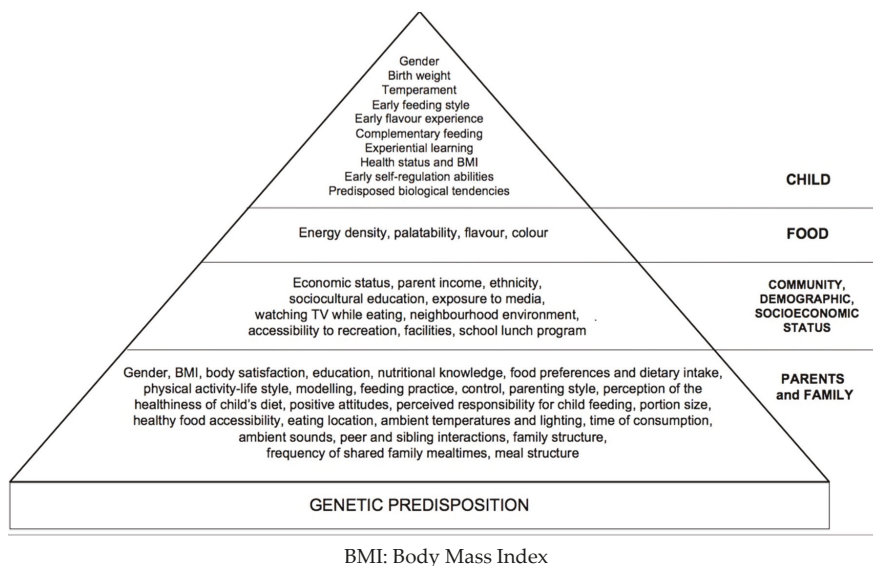 Gender
Birth weight
Temperament
Early feeding style
Early flavour experience
Complementary feeding
Experiential learning
Health status and BMI
Early self-regulation abilities
Predisposed biological tendencies
CHILD
Energy density, palatability, flavour, colour
FOOD
Economic status, parent income, ethnicity,
sociocultural education, exposure to media,
watching TV while eating, neighbourhood environment,
accessibility to recreation, facilities, school lunch program
COMMUNITY,
DEMOGRAPHIC,
SOCIOECONOMIC
STATUS
Gender, BMI, body satisfaction, education, nutritional knowledge, food preferences and dietary intake,
physical activity-life style, modelling, feeding practice, control, parenting style, perception of the
healthiness of child's diet, positive attitudes, perceived responsibility for child feeding, portion size,
healthy food accessibility, eating location, ambient temperatures and lighting, time of consumption,
ambient sounds, peer and sibling interactions, family structure,
frequency of shared family mealtimes, meal structure
PARENTS
and FAMILY
GENETIC PREDISPOSITION
BMI: Body Mass Index